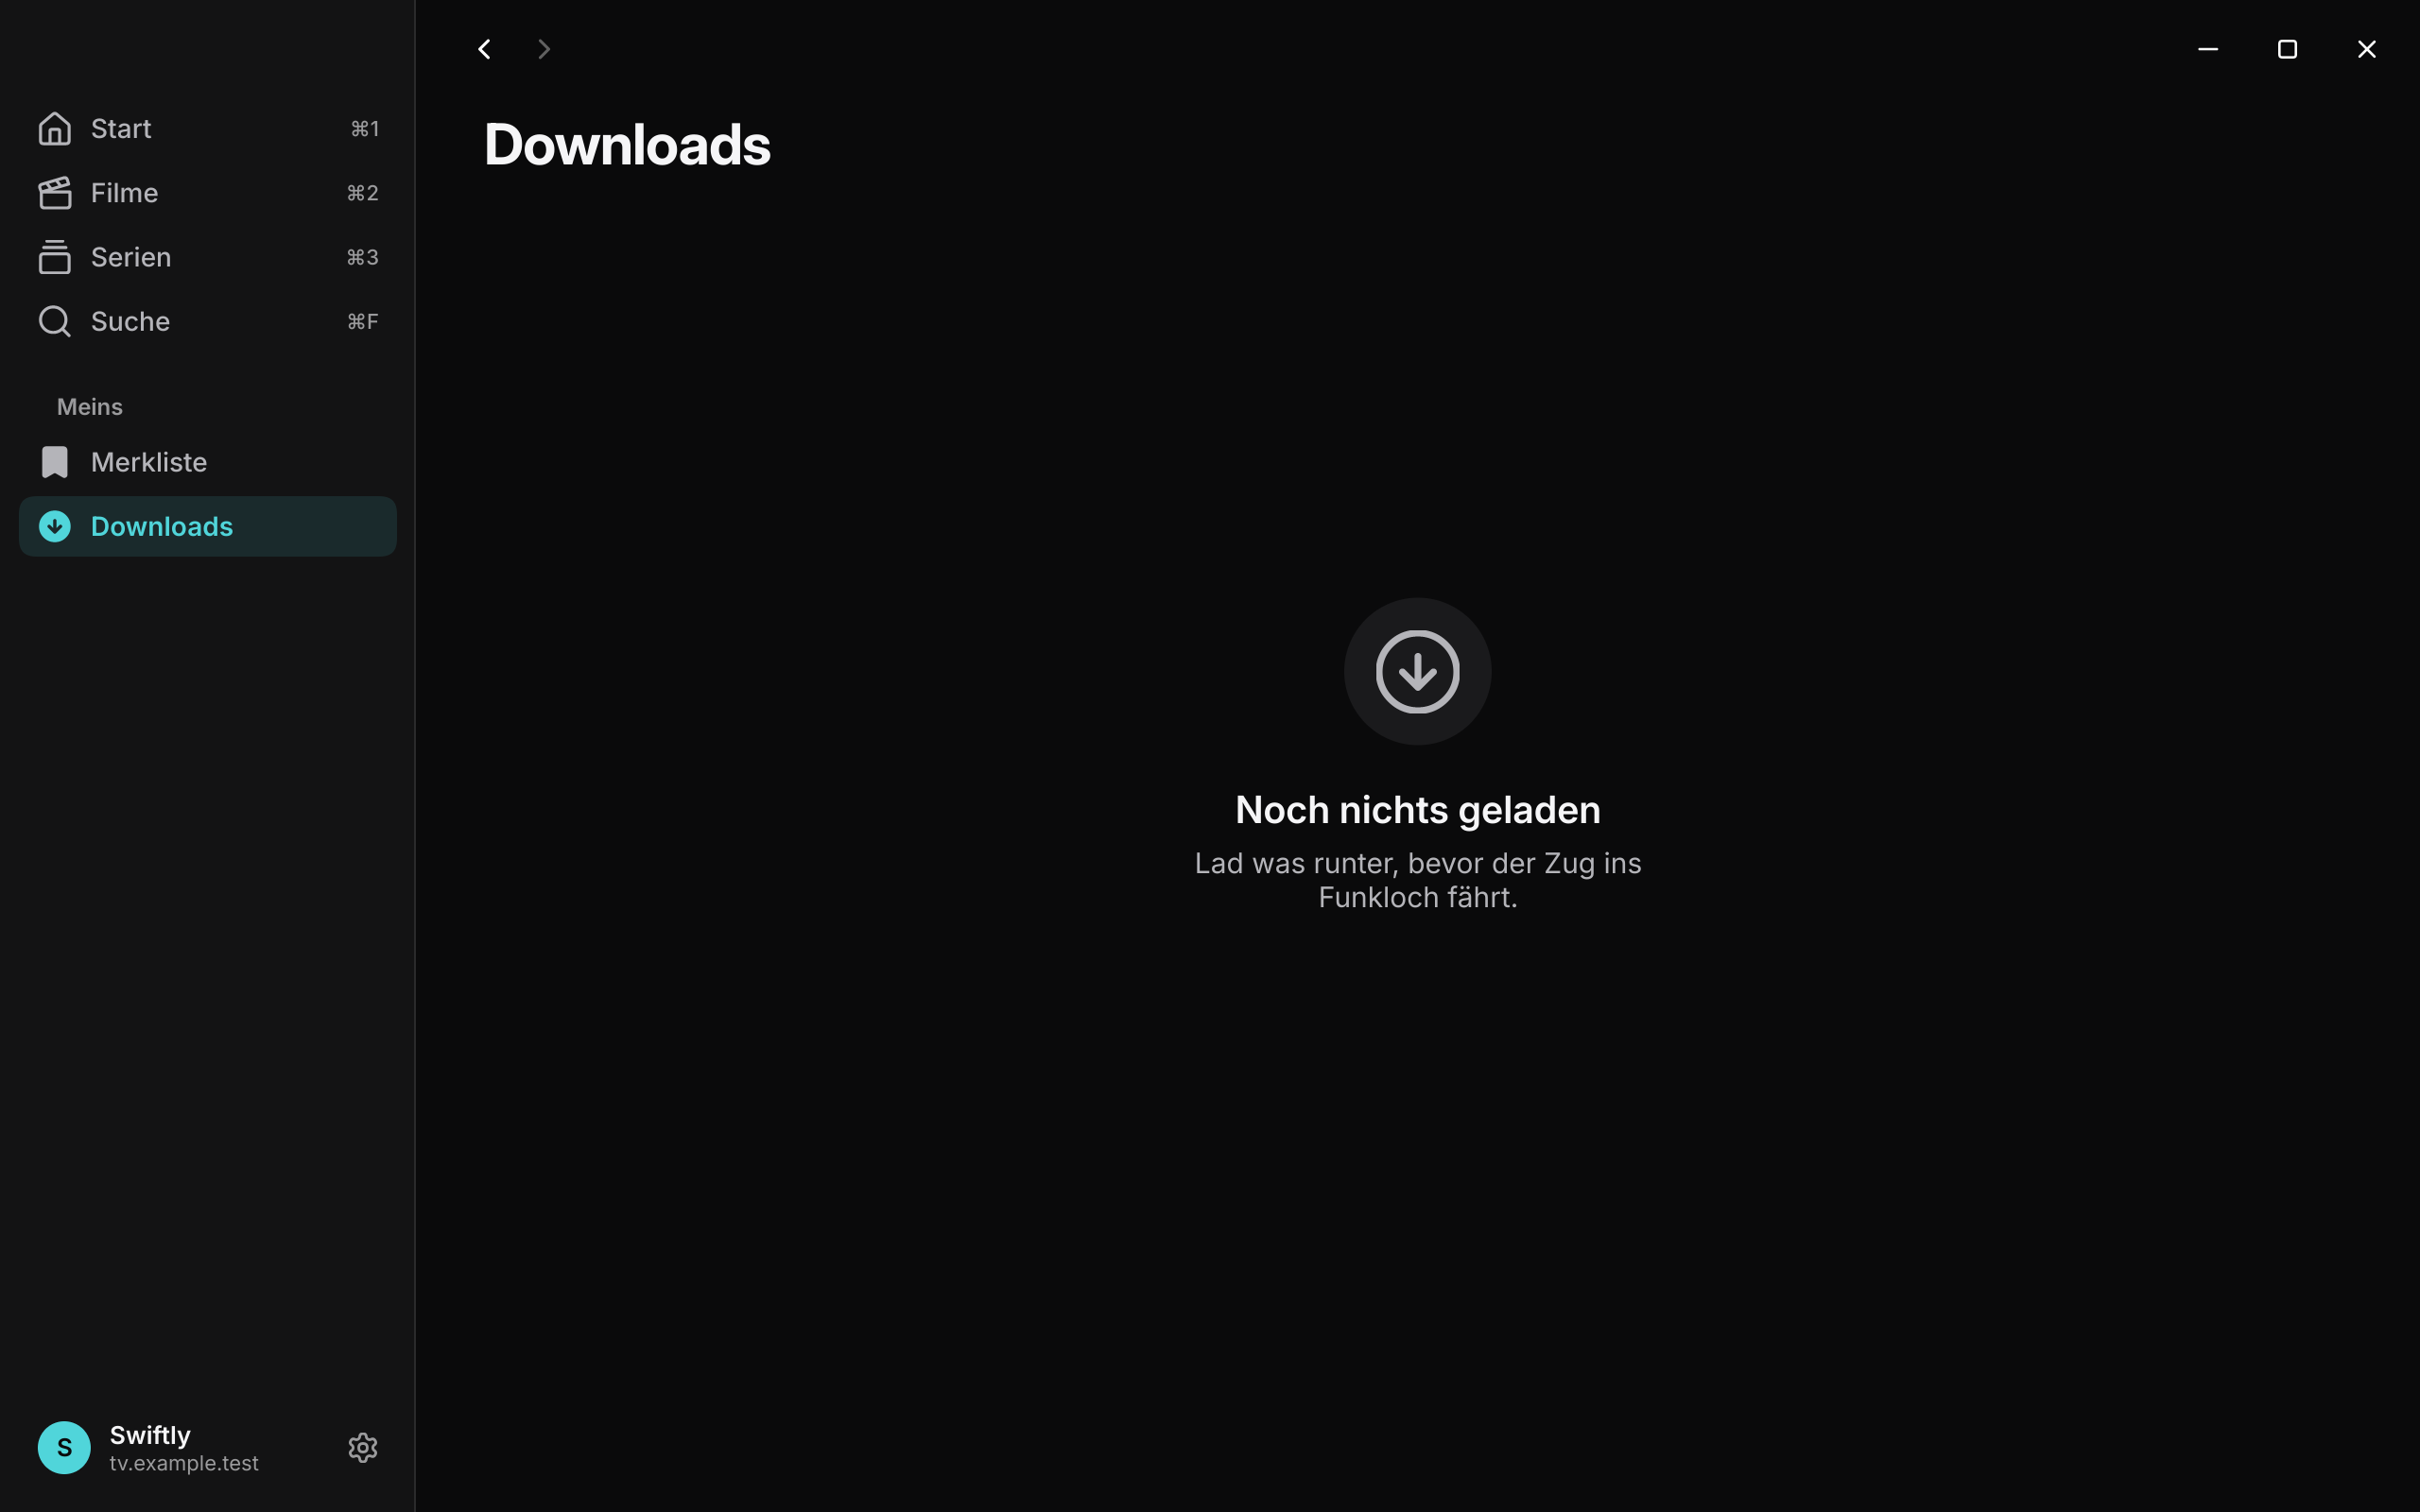 Start ⌘1
Filme ⌘2
Serien ⌘3
Suche ⌘F
Meins
Merkliste
Downloads
Swiftly
tv.example.test
S
Downloads
Noch nichts geladen
Lad was runter, bevor der Zug ins
Funkloch fährt.